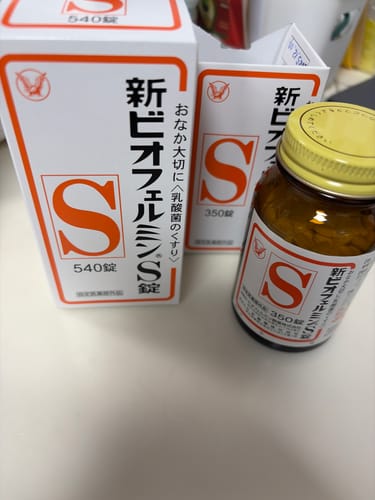 540錠
新ビオフェルミンS錠
おなか大切に〈乳酸菌のくすり〉
S
540錠
指定医薬部外品
新ビオフェ
S
350錠
新ビオフェルミンS錠
S
指定医薬部外品
350錠